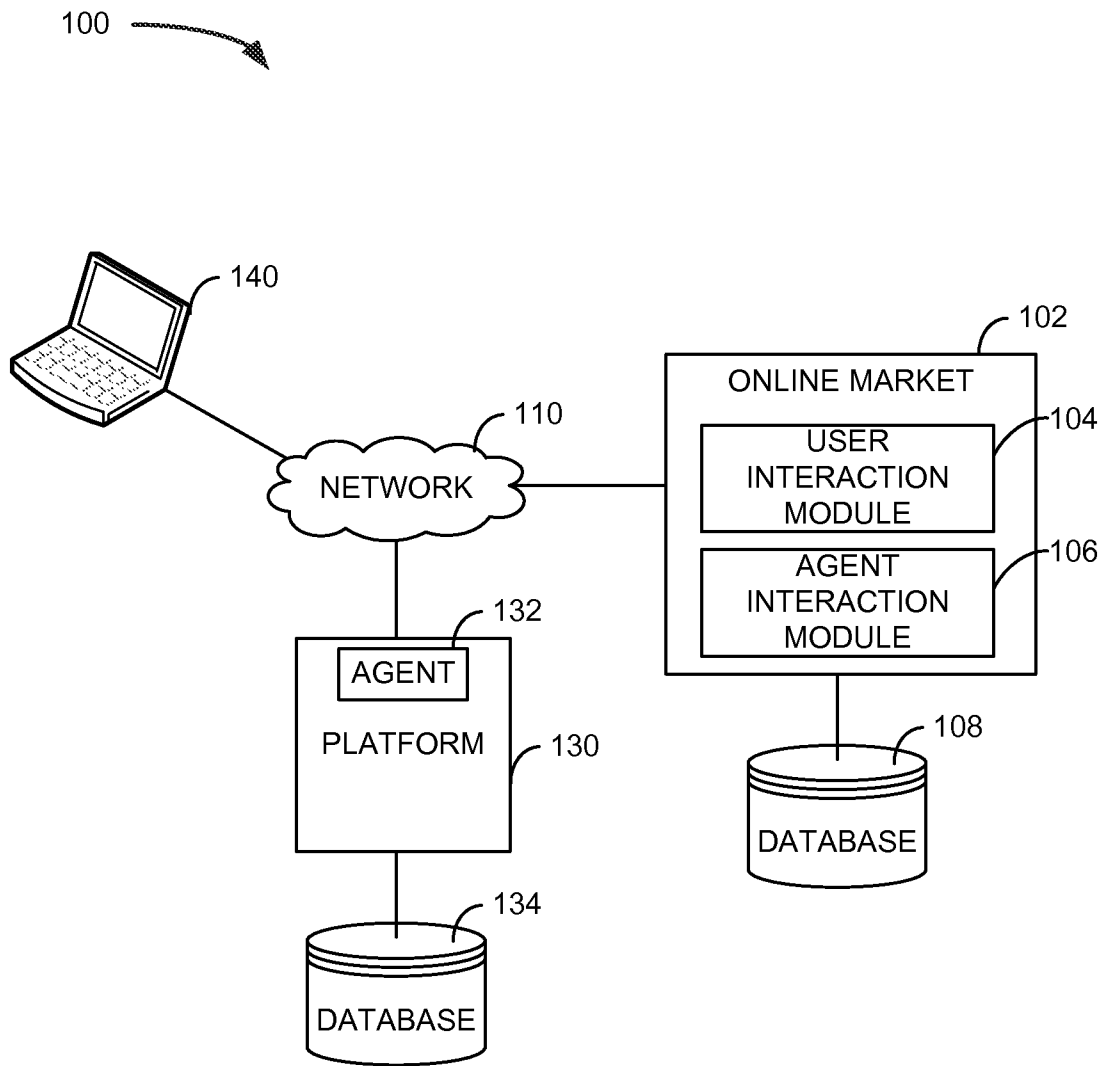 100
140
102
ONLINE MARKET
104
USER
INTERACTION
MODULE
110
NETWORK
106
AGENT
INTERACTION
MODULE
132
AGENT
PLATFORM
130
108
DATABASE
134
DATABASE